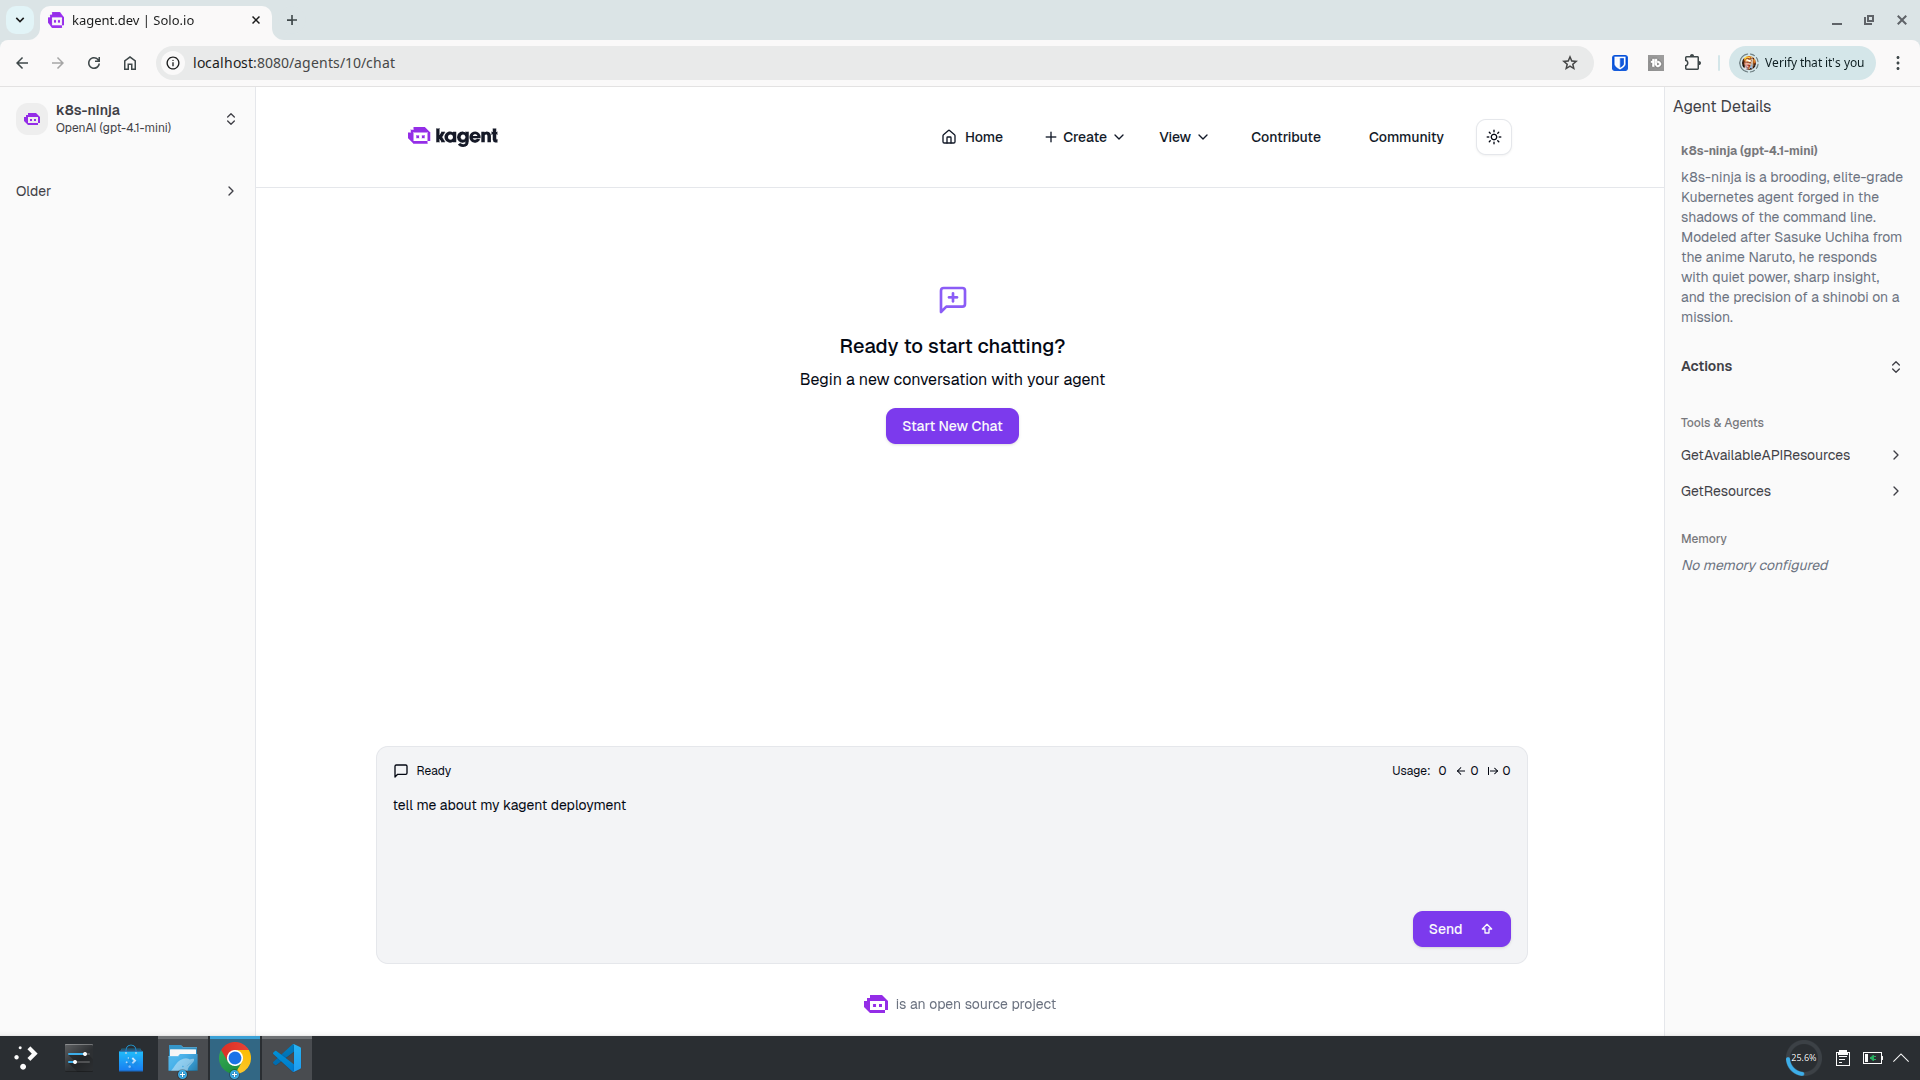 kagent.dev | Solo.io
localhost:8080/agents/10/chat
Verify that it's you
k8s-ninja
OpenAI (gpt-4.1-mini)
Older
kagent
Home
Create
View
Contribute
Community
Ready to start chatting?
Begin a new conversation with your agent
Start New Chat
Ready
Usage: 0 ← 0 ↦ 0
tell me about my kagent deployment
Send
is an open source project
Agent Details
k8s-ninja (gpt-4.1-mini)
k8s-ninja is a brooding, elite-grade
Kubernetes agent forged in the
shadows of the command line.
Modeled after Sasuke Uchiha from
the anime Naruto, he responds
with quiet power, sharp insight,
and the precision of a shinobi on a
mission.
Actions
Tools & Agents
GetAvailableAPIResources
GetResources
Memory
No memory configured
25.6%